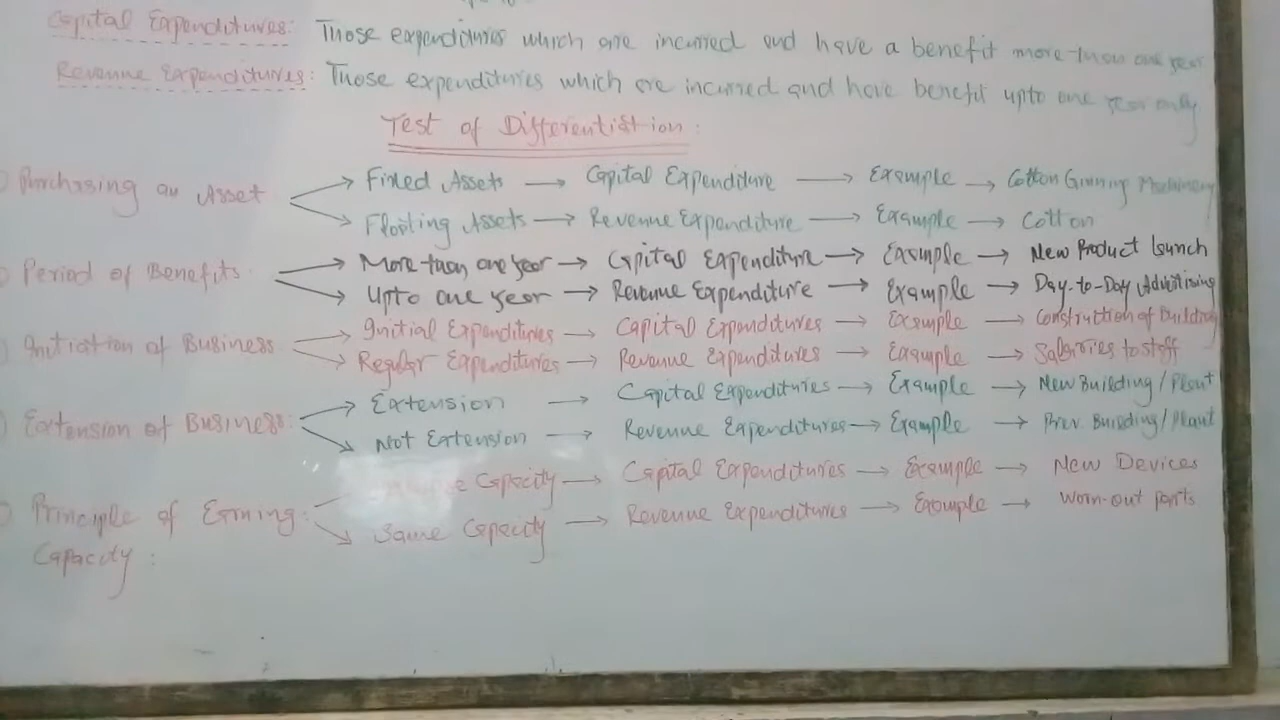 Capital Expenditures: Those expenditures which are incurred and have a benefit more than one year
Revenue Expenditures: Those expenditures which are incurred and have benefit upto one year only
Test of Differentiation:
Purchasing an Asset → Fixed Assets → Capital Expenditure → Example → Cotton Ginning Machinery
→ Floating Assets → Revenue Expenditure → Example → Cotton
Period of Benefits → More than one year → Capital Expenditure → Example → New Product launch
→ Upto one year → Revenue Expenditure → Example → Day-to-Day Advertising
Initiation of Business → Initial Expenditures → Capital Expenditures → Example → Construction of building
→ Regular Expenditures → Revenue Expenditures → Example → Salaries to staff
Extension of Business: → Extension → Capital Expenditures → Example → New Building / Plant
→ Not Extension → Revenue Expenditures → Example → Prev. Building / Plant
Capacity → Capital Expenditures → Example → New Devices
Principle of Earning: → Same Capacity → Revenue Expenditures → Example → Worn-out parts
Capacity: